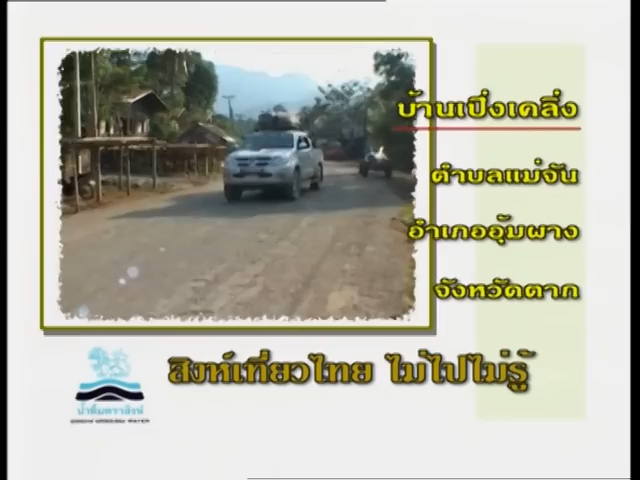 บ้านเปิ่งเคลิ่ง
ตำบลแม่จัน
อำเภออุ้มผาง
จังหวัดตาก
สิงห์เที่ยวไทย ไม่ไปไม่รู้
น้ำดื่มตราสิงห์